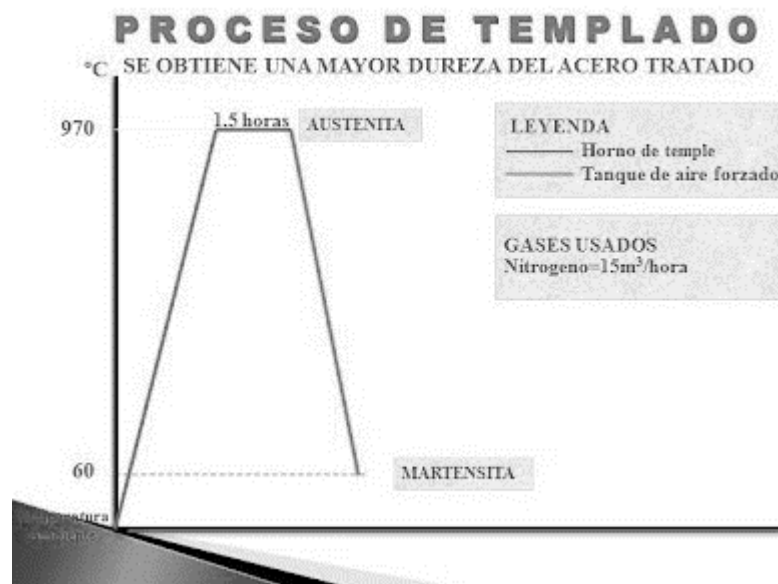 PROCESO DE TEMPLADO
°C SE OBTIENE UNA MAYOR DUREZA DEL ACERO TRATADO
970
1.5 horas
AUSTENITA
LEYENDA
Horno de temple
Tanque de aire forzado
GASES USADOS
Nitrogeno=15m³/hora
60
MARTENSITA